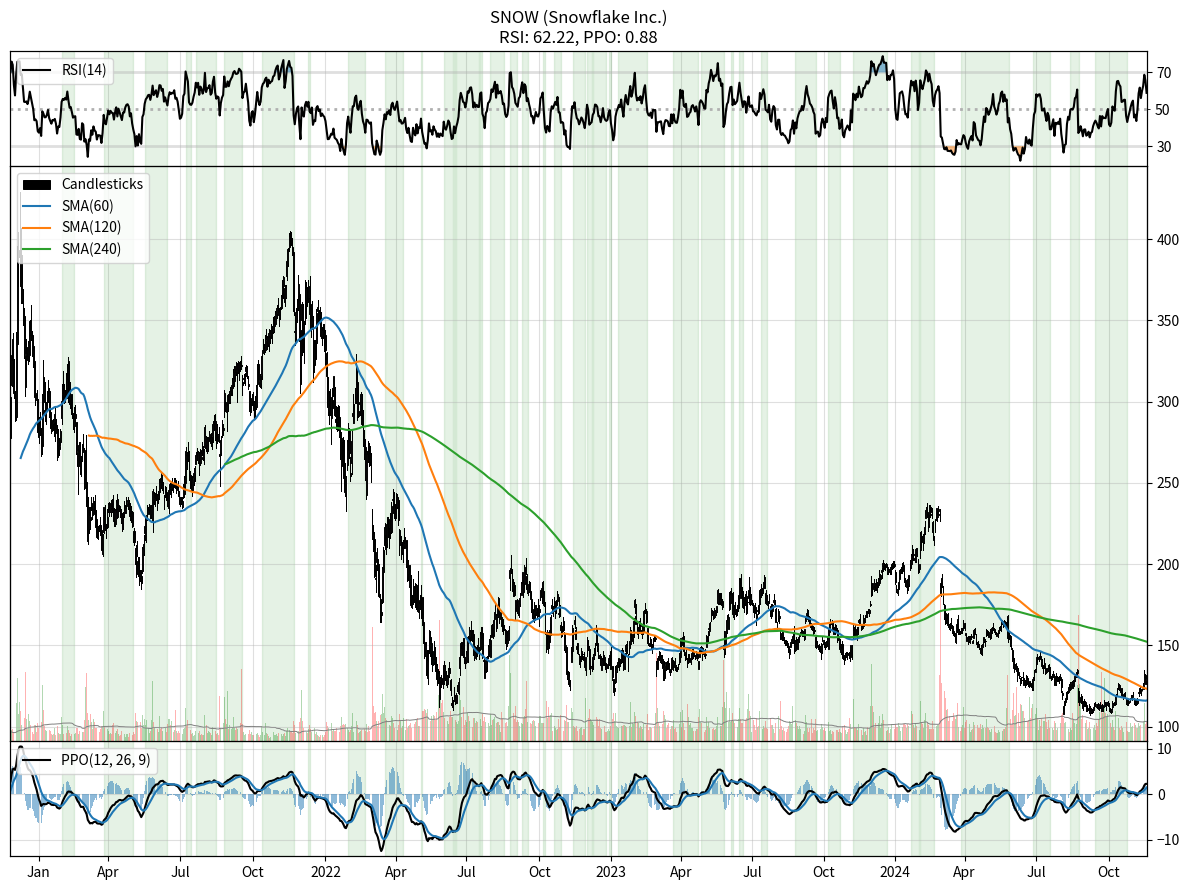 SNOW (Snowflake Inc.)
RSI: 62.22, PPO: 0.88
RSI(14)
70
50
30
Candlesticks
SMA(60)
SMA(120)
SMA(240)
400
350
300
250
200
150
100
PPO(12, 26, 9)
10
0
−10
Jan Apr Jul Oct 2022 Apr Jul Oct 2023 Apr Jul Oct 2024 Apr Jul Oct